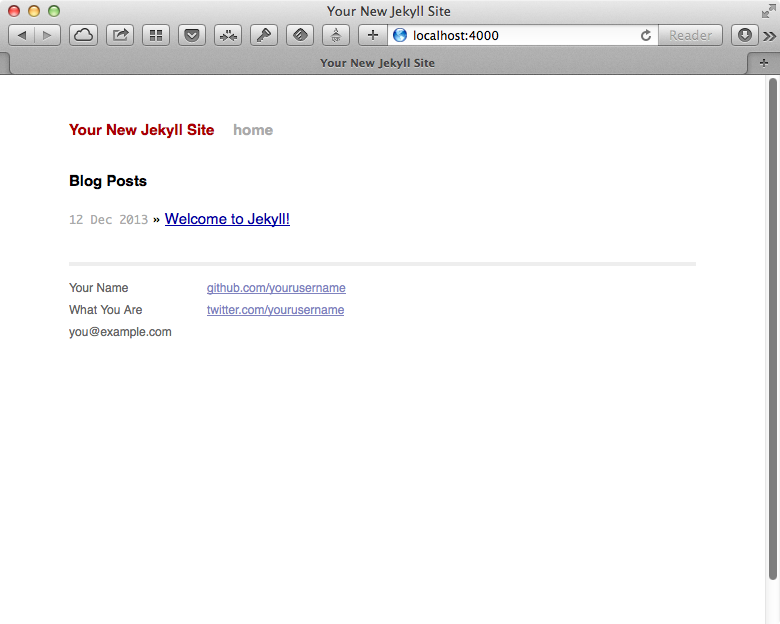 Your New Jekyll Site
localhost:4000
Reader
Your New Jekyll Site
Your New Jekyll Site home
Blog Posts
12 Dec 2013 » Welcome to Jekyll!
Your Name github.com/yourusername
What You Are twitter.com/yourusername
you@example.com